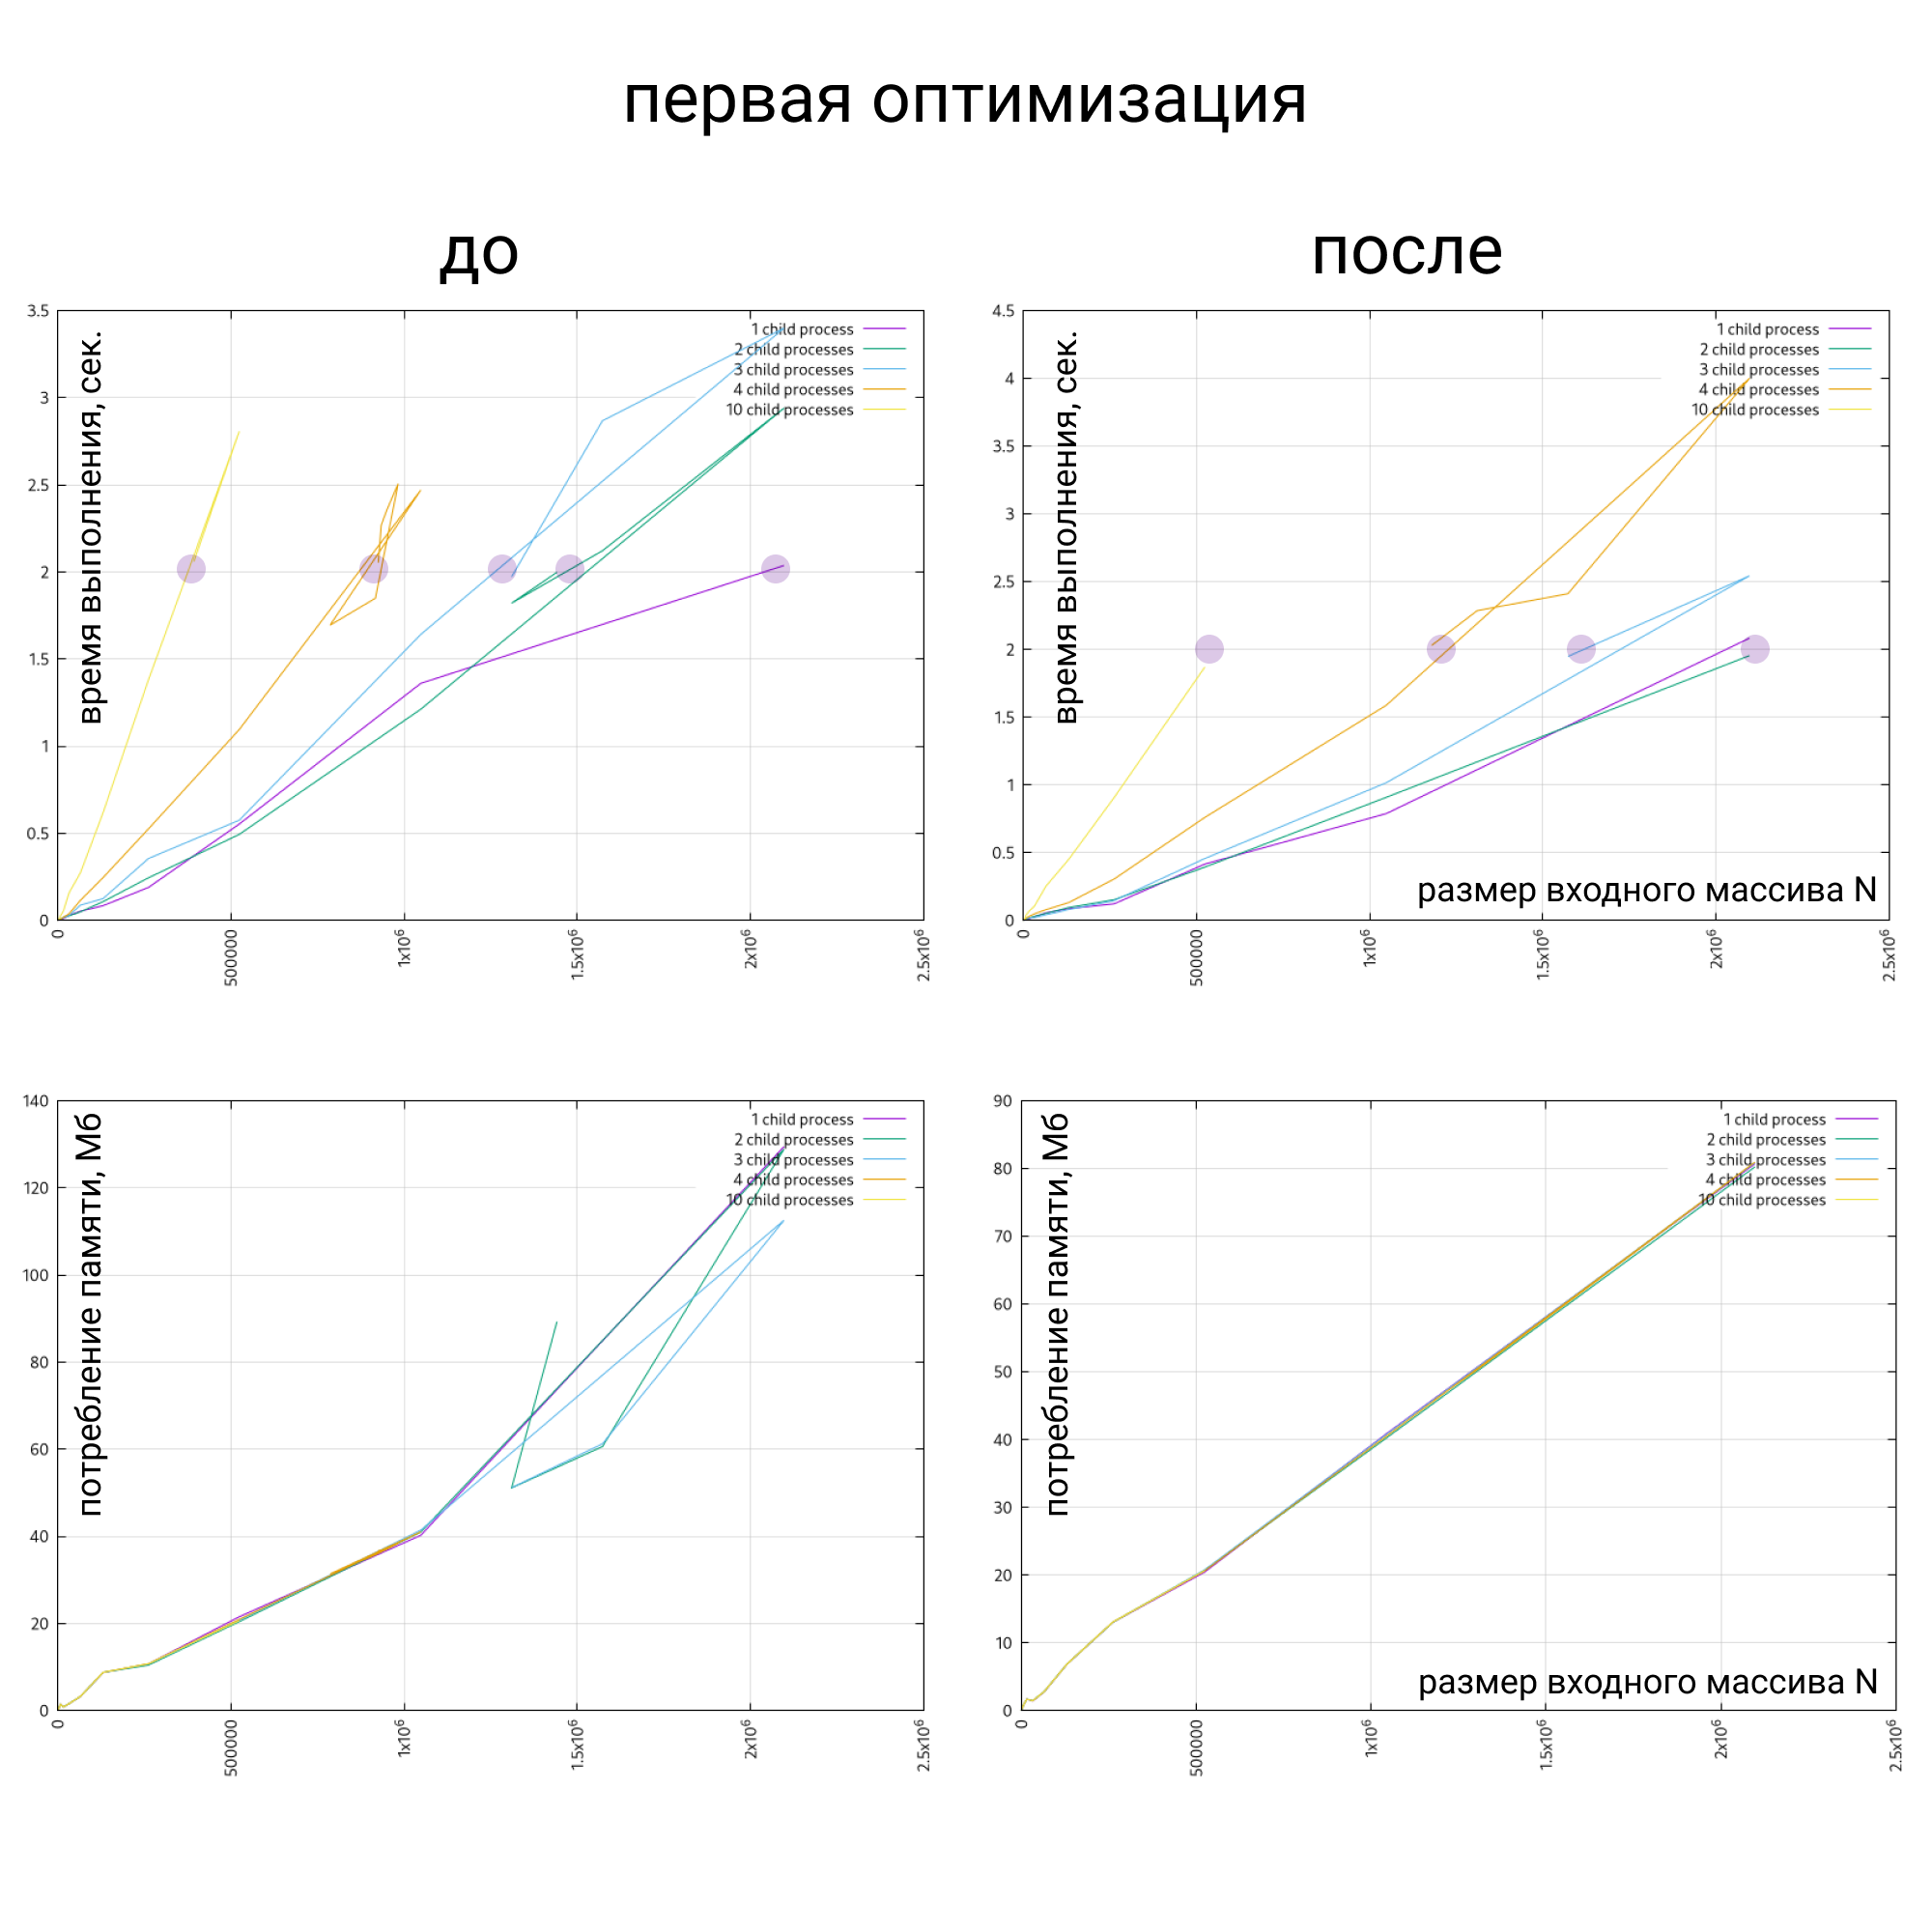 первая оптимизация
до
после
3.5
3
2.5
2
1.5
1
0.5
0
время выполнения, сек.
1 child process
2 child processes
3 child processes
4 child processes
10 child processes
0
500000
1x10⁶
1.5x10⁶
2x10⁶
2.5x10⁶
4.5
4
3.5
3
2.5
2
1.5
1
0.5
0
время выполнения, сек.
1 child process
2 child processes
3 child processes
4 child processes
10 child processes
размер входного массива N
0
500000
1x10⁶
1.5x10⁶
2x10⁶
2.5x10⁶
140
120
100
80
60
40
20
0
потребление памяти, Мб
1 child process
2 child processes
3 child processes
4 child processes
10 child processes
0
500000
1x10⁶
1.5x10⁶
2x10⁶
2.5x10⁶
90
80
70
60
50
40
30
20
10
0
потребление памяти, Мб
1 child process
2 child processes
3 child processes
4 child processes
10 child processes
размер входного массива N
0
500000
1x10⁶
1.5x10⁶
2x10⁶
2.5x10⁶